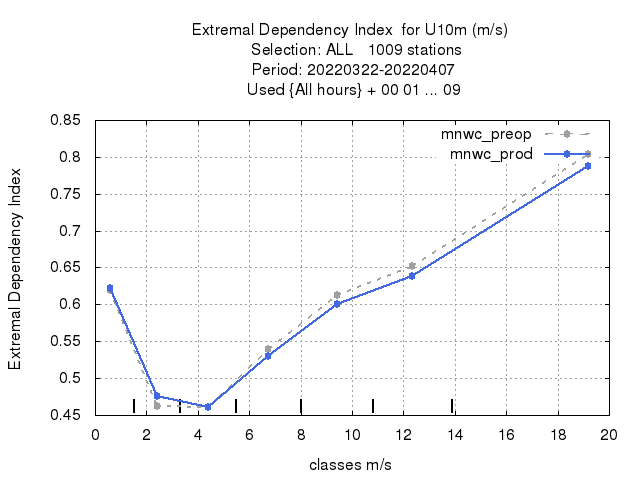 Extremal Dependency Index  for U10m (m/s)
Selection: ALL   1009 stations
Period: 20220322-20220407
Used {All hours} + 00 01 ... 09
mnwc_preop
mnwc_prod
Extremal Dependency Index
0.85
0.8
0.75
0.7
0.65
0.6
0.55
0.5
0.45
0 2 4 6 8 10 12 14 16 18 20
classes m/s